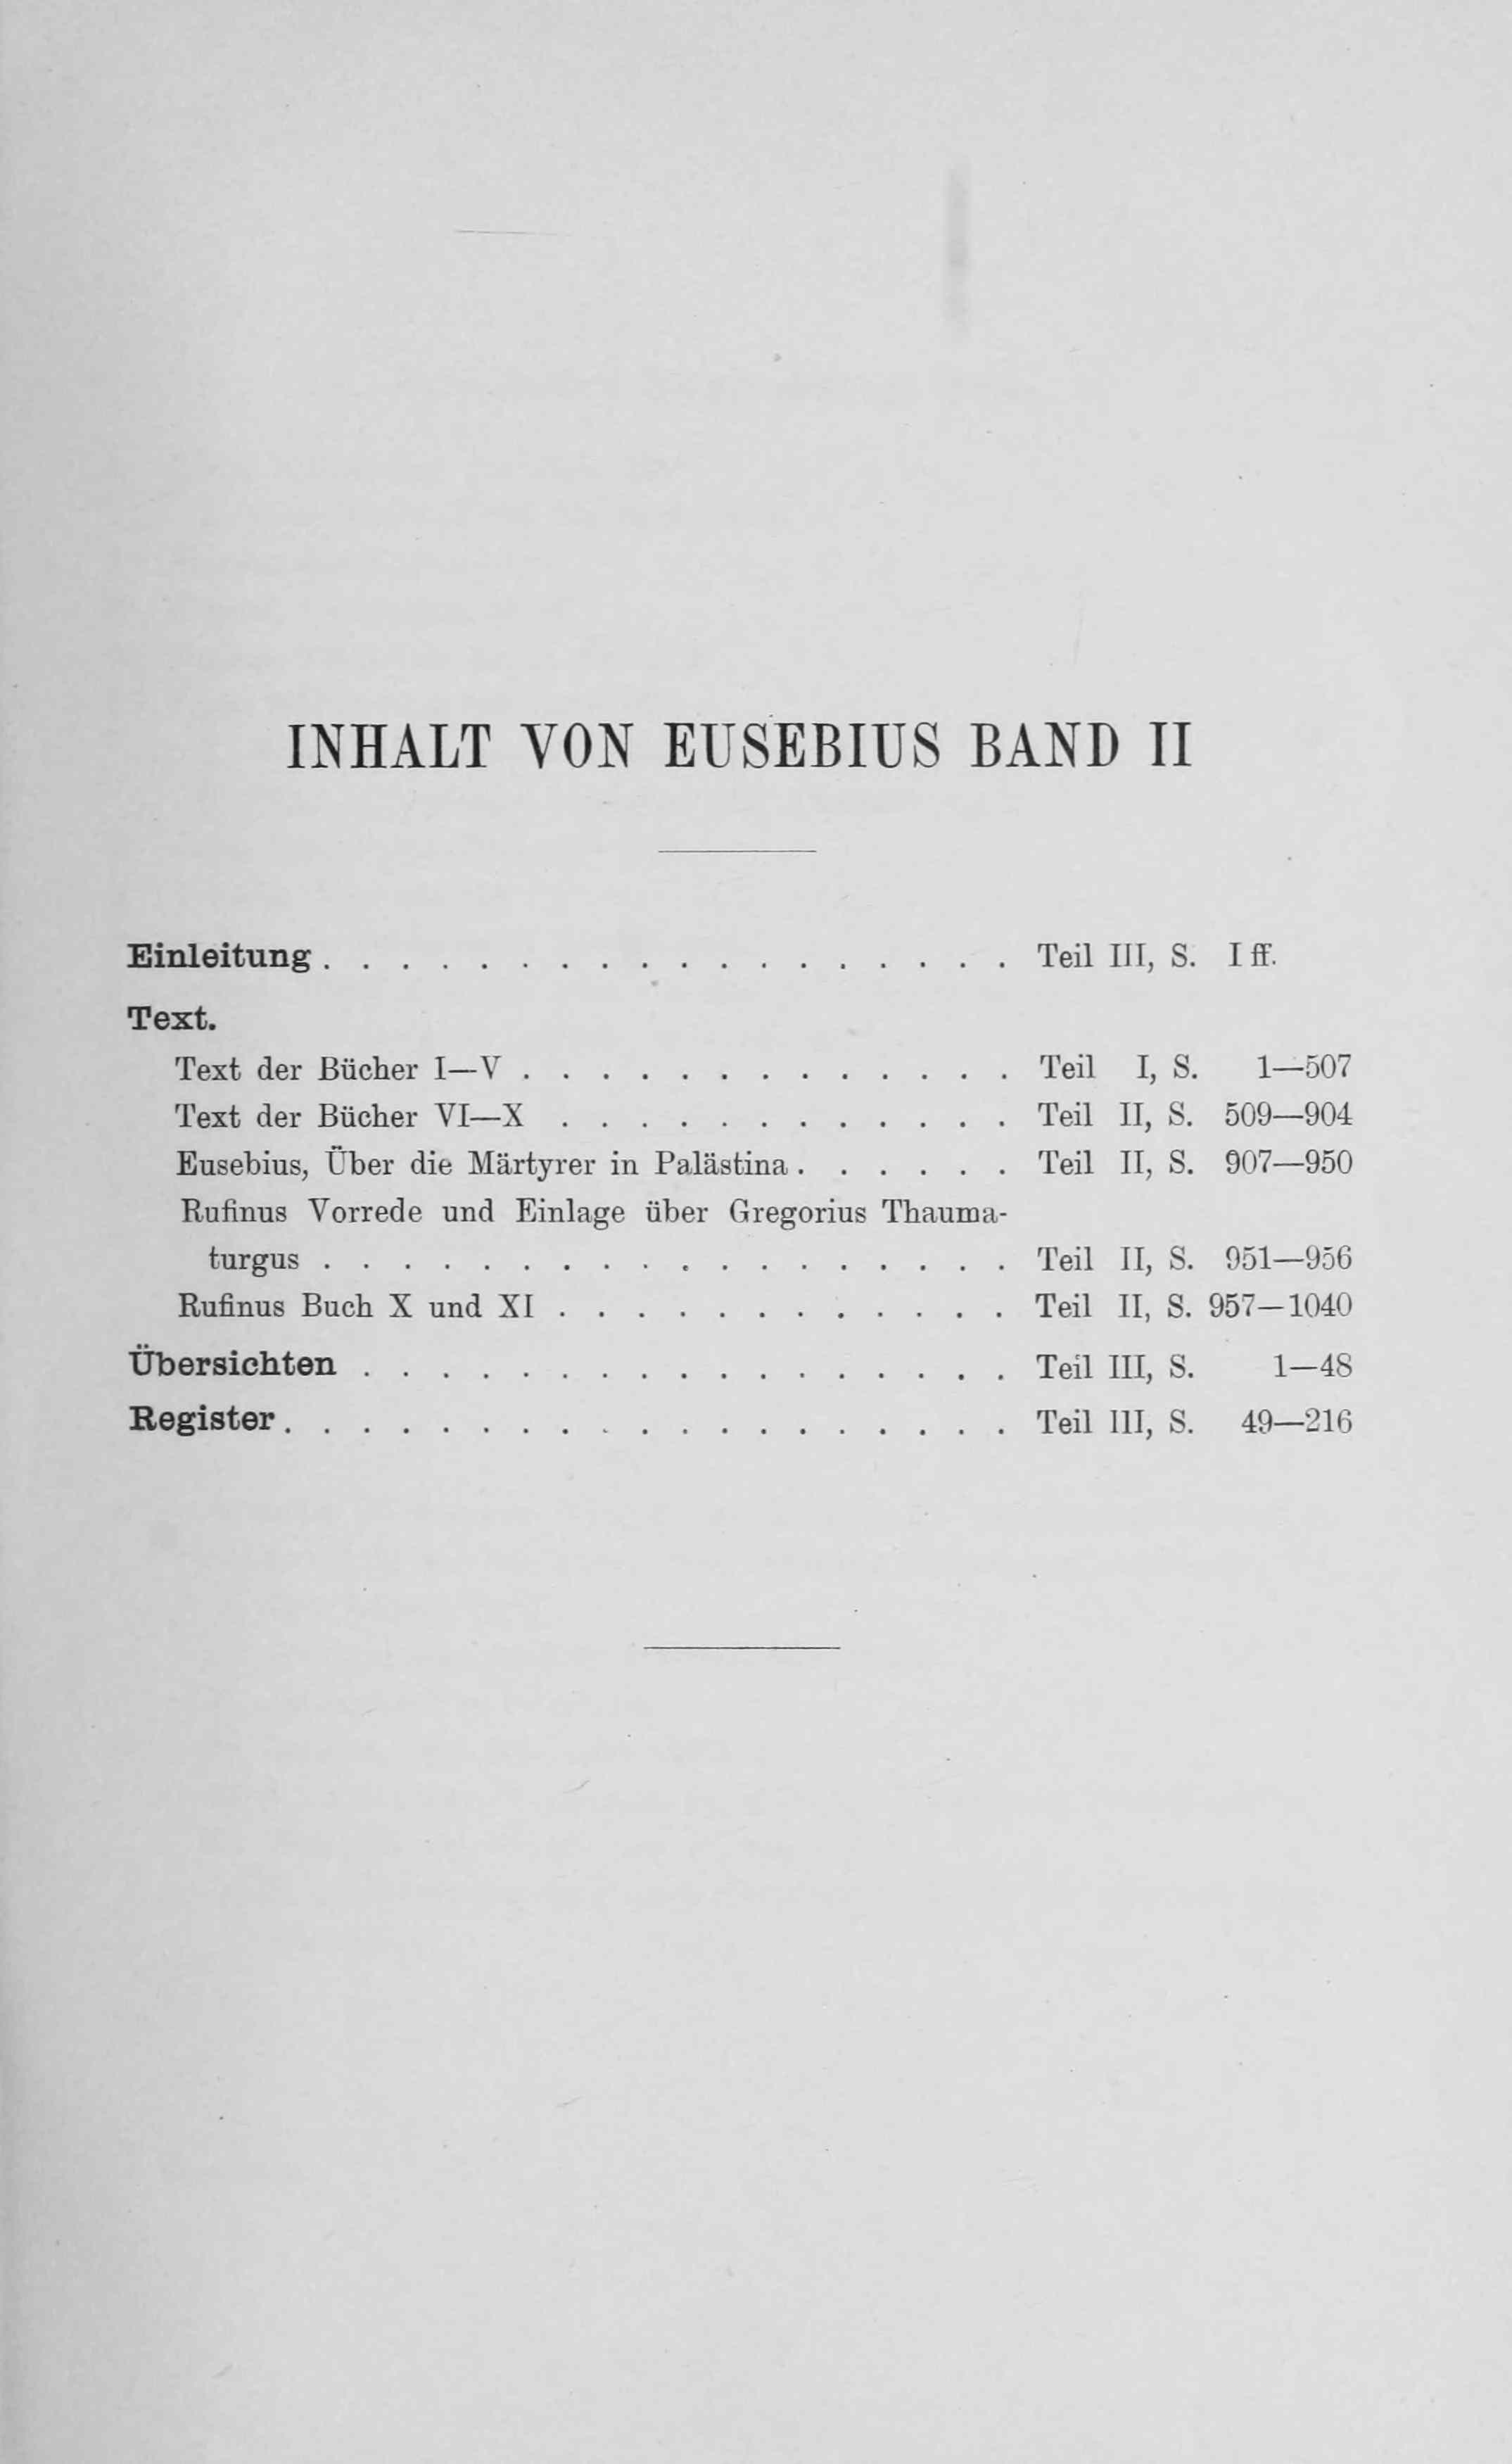 INHALT VON EUSEBIUS BAND II
Einleitung . . . . . . . . . . . . . . . . . . Teil III, S. I ff.
Text.
Text der Bücher I—V . . . . . . . . . . . . . Teil I, S. 1—507
Text der Bücher VI—X . . . . . . . . . . . . Teil II, S. 509—904
Eusebius, Über die Märtyrer in Palästina . . . . . . Teil II, S. 907—950
Rufinus Vorrede und Einlage über Gregorius Thauma-
turgus . . . . . . . . . . . . . . . . . . Teil II, S. 951—956
Rufinus Buch X und XI . . . . . . . . . . . . Teil II, S. 957—1040
Übersichten . . . . . . . . . . . . . . . . . Teil III, S. 1—48
Register . . . . . . . . . . . . . . . . . . . Teil III, S. 49—216